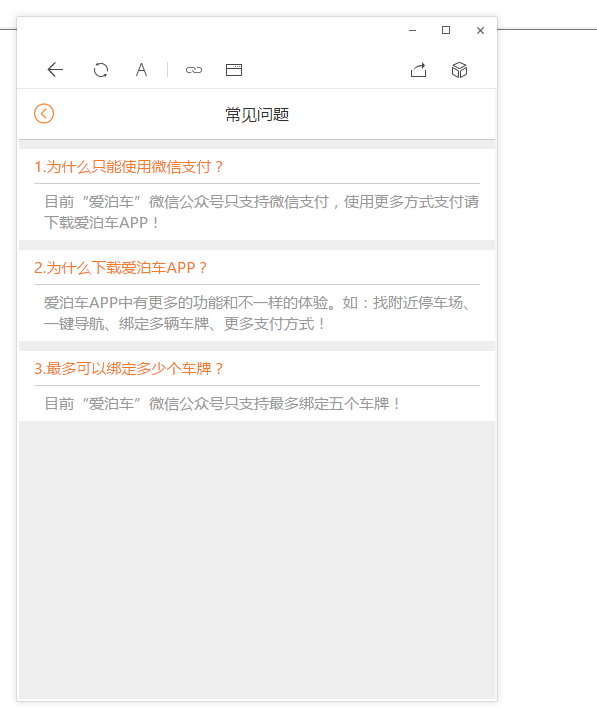 常见问题
1.为什么只能使用微信支付？
目前“爱泊车”微信公众号只支持微信支付，使用更多方式支付请
下载爱泊车APP！
2.为什么下载爱泊车APP？
爱泊车APP中有更多的功能和不一样的体验。如：找附近停车场、
一键导航、绑定多辆车牌、更多支付方式！
3.最多可以绑定多少个车牌？
目前“爱泊车”微信公众号只支持最多绑定五个车牌！